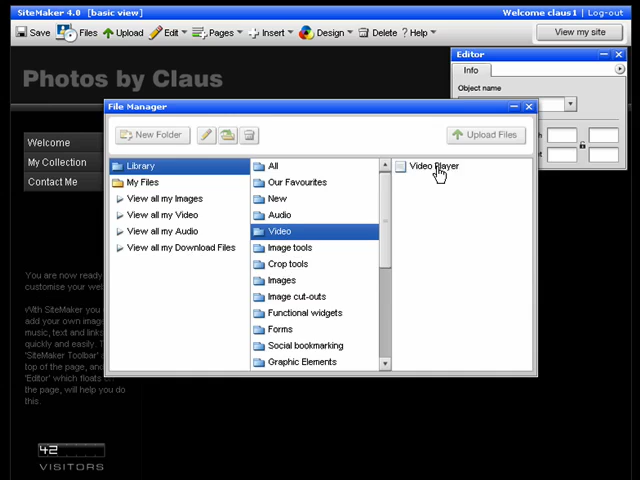 SiteMaker 4.0 [basic view]
Welcome claus1 | Log-out
Save Files Upload Edit Pages Insert Design Delete ? Help
View my site
Photos by Claus
Editor
Info
Object name
File Manager
New Folder
Upload Files
Welcome
My Collection
Contact Me
Library
My Files
View all my Images
View all my Video
View all my Audio
View all my Download Files
All
Our Favourites
New
Audio
Video
Image tools
Crop tools
Images
Image cut-outs
Functional widgets
Forms
Social bookmarking
Graphic Elements
Video Player
You are now ready
customise your
With SiteMaker you
add your own
music, text and links
quickly and easily.
'SiteMaker Toolbar'
top of the page, and
'Editor' which floats
the page, will help you do
this.
42
VISITORS